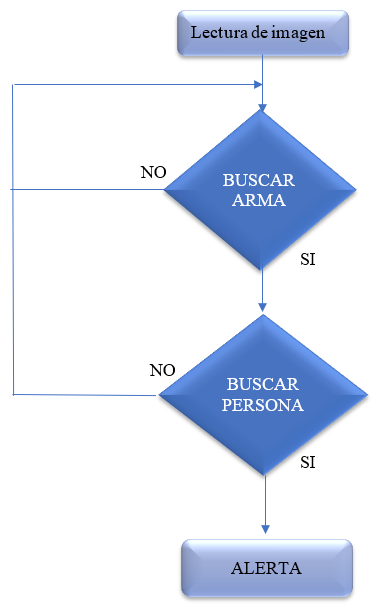 Lectura de imagen
NO
BUSCAR
ARMA
SI
NO
BUSCAR
PERSONA
SI
ALERTA